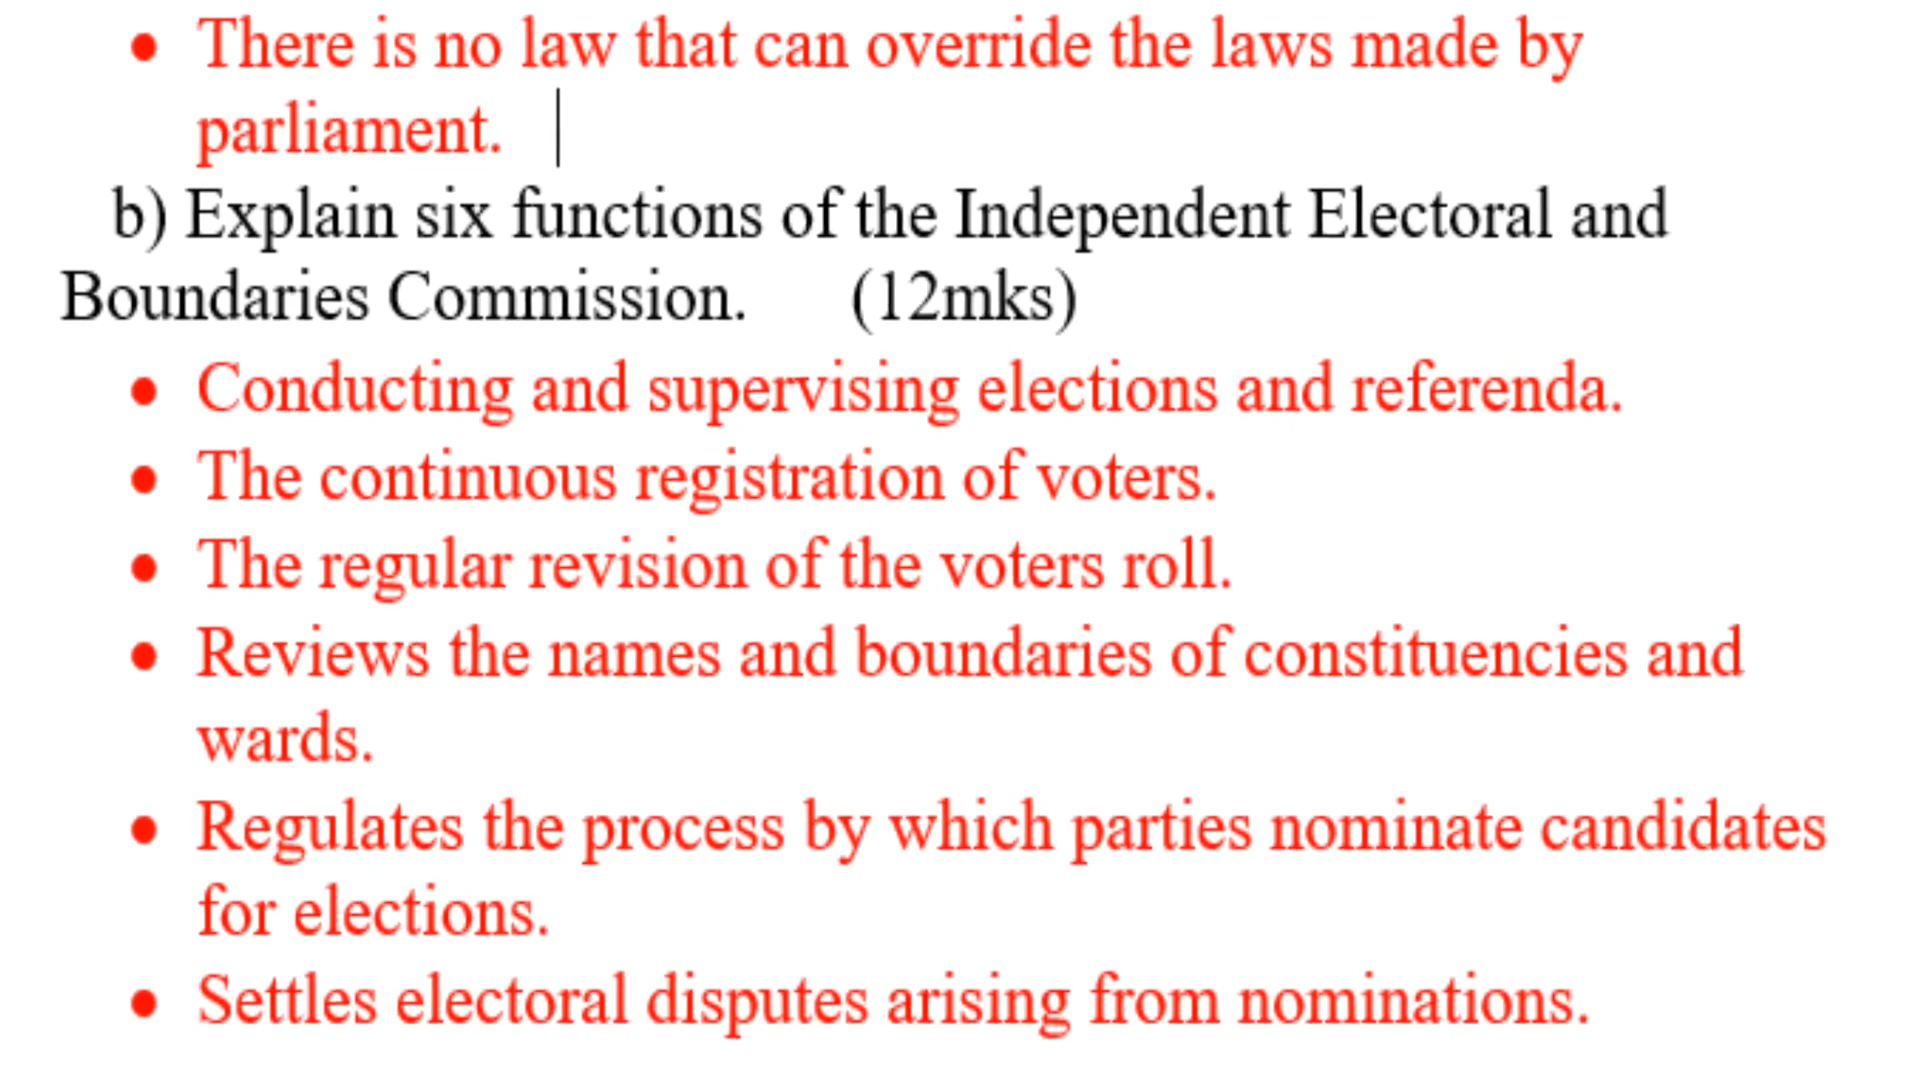 • There is no law that can override the laws made by
parliament.
b) Explain six functions of the Independent Electoral and
Boundaries Commission. (12mks)
• Conducting and supervising elections and referenda.
• The continuous registration of voters.
• The regular revision of the voters roll.
• Reviews the names and boundaries of constituencies and
wards.
• Regulates the process by which parties nominate candidates
for elections.
• Settles electoral disputes arising from nominations.